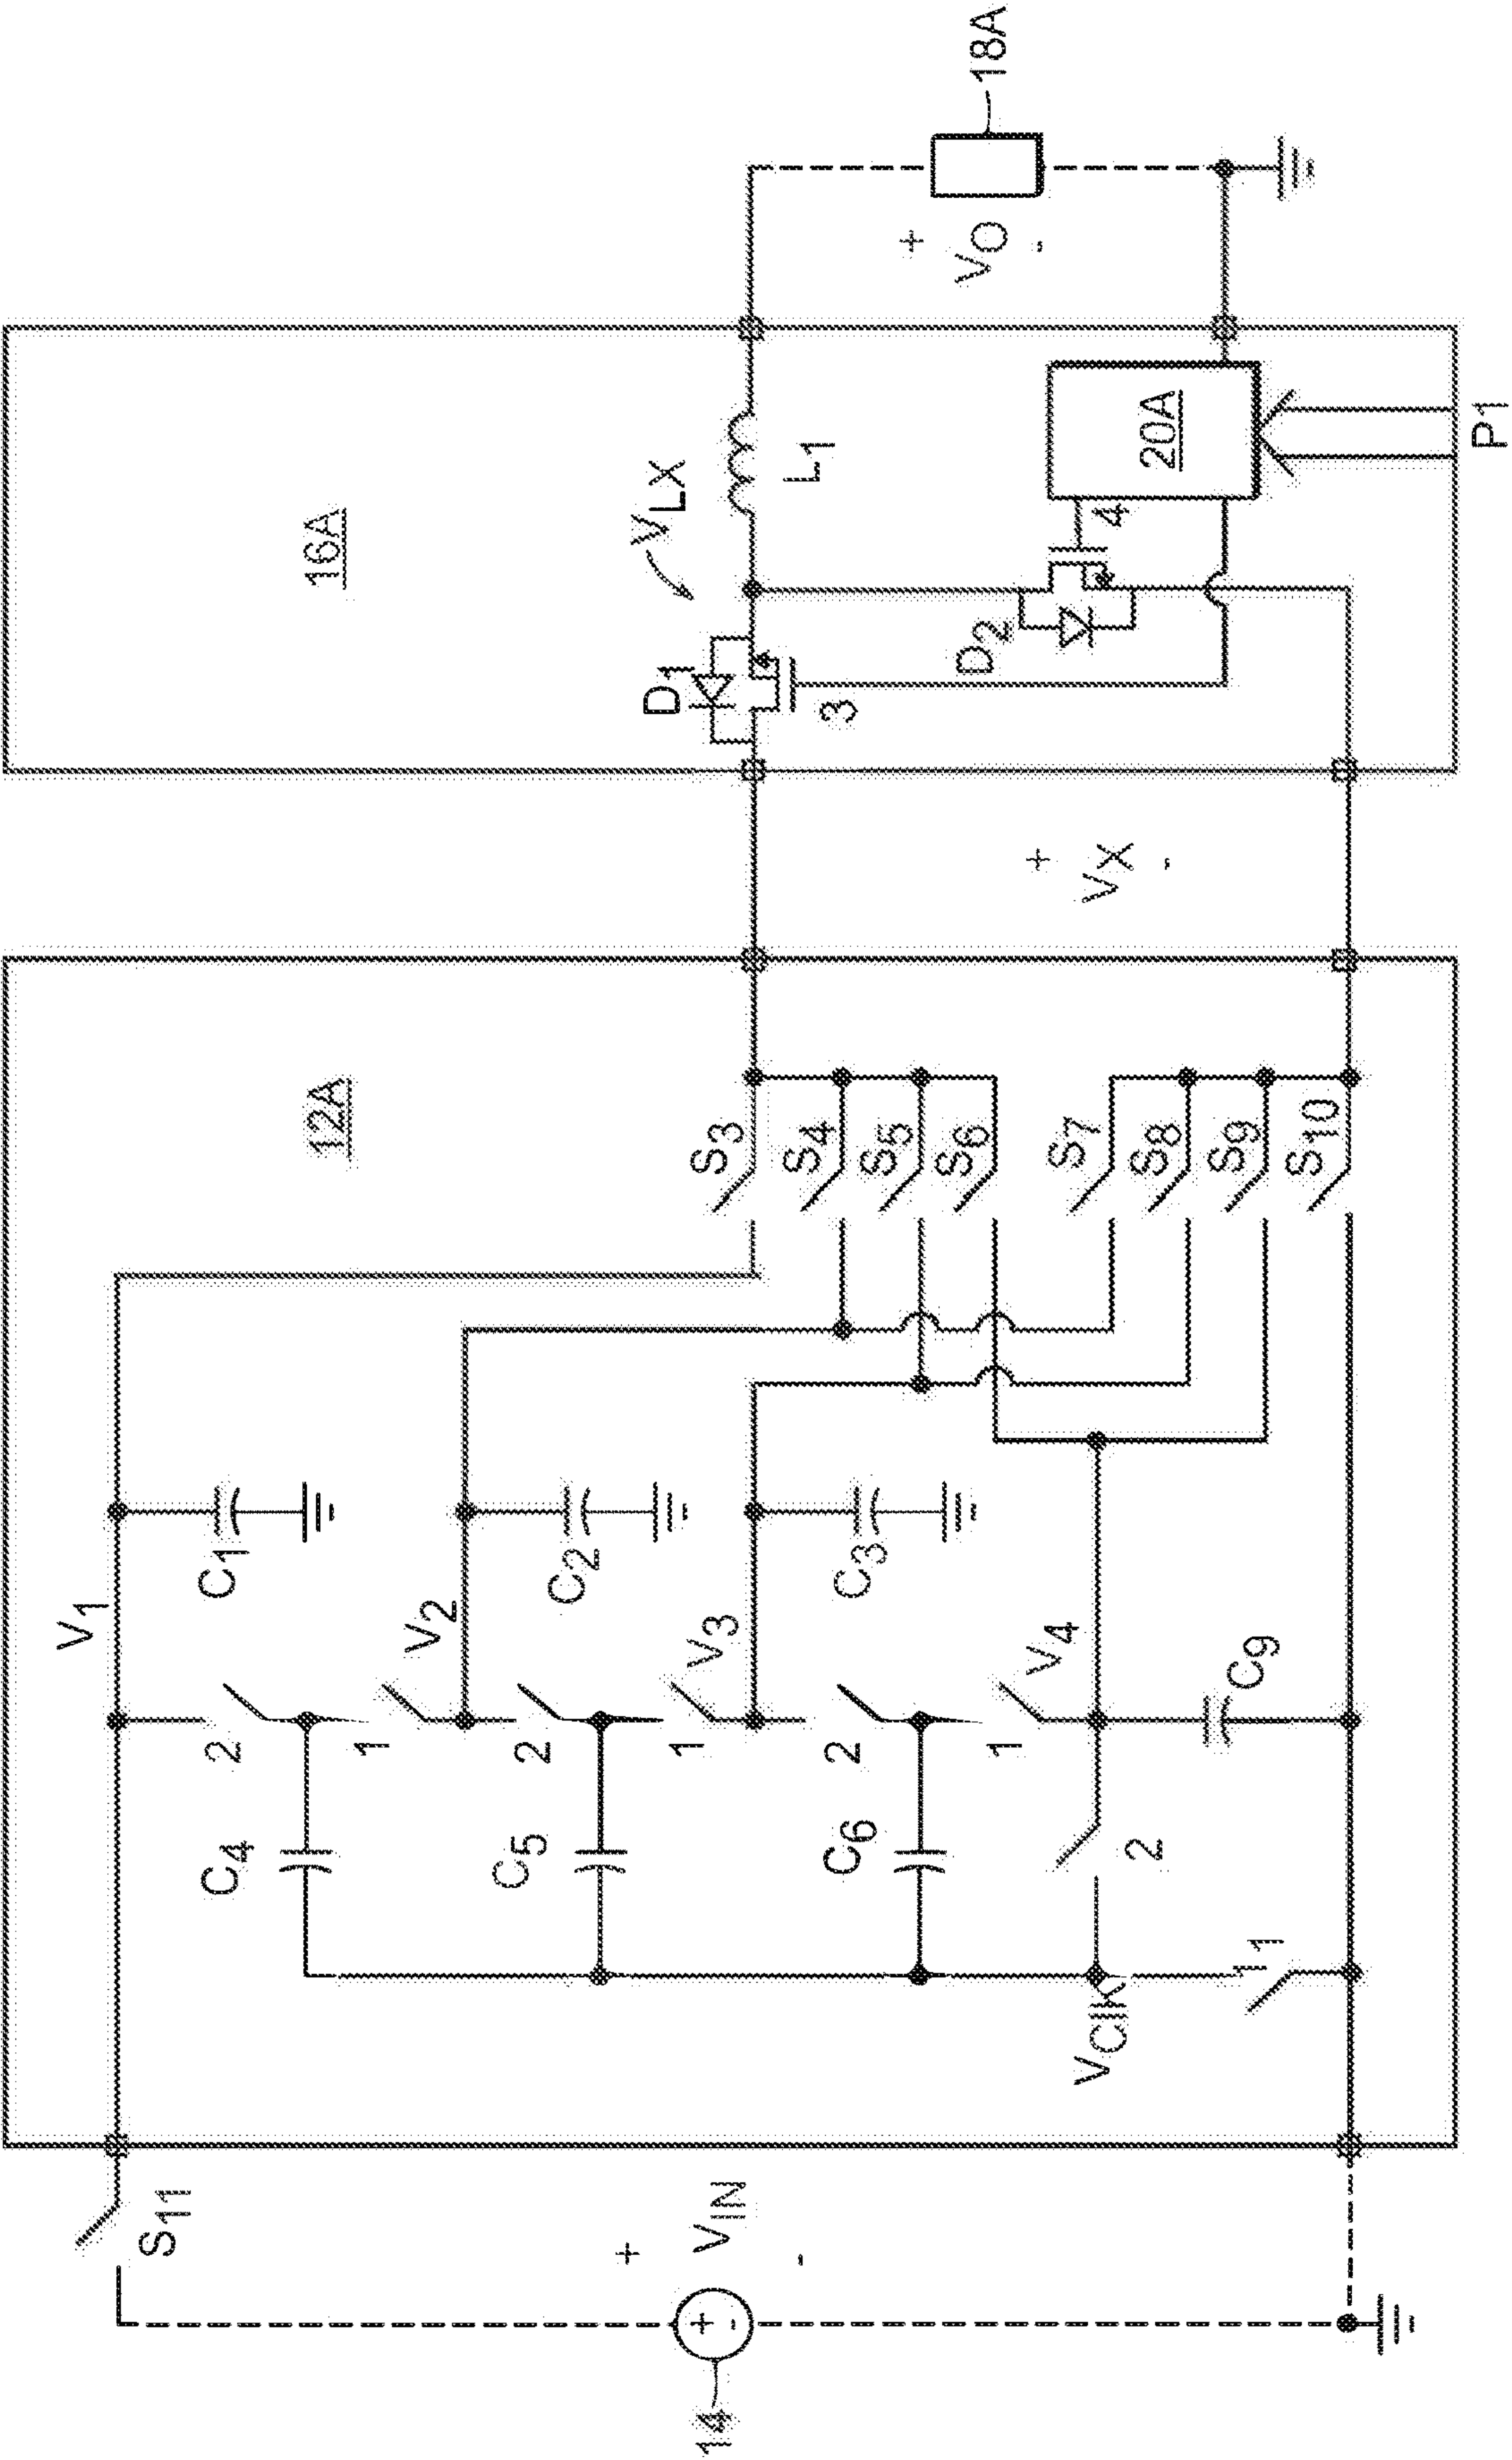 12A
16A
V1
S11
C1
2
C4
1
V2
C2
2
C5
1
V3
C3
2
C6
1
V4
C9
2
VClK
1
+
VIN
-
+
-
14
S3
S4
S5
S6
S7
S8
S9
S10
+
VX
-
D1
3
VLX
L1
D2
4
20A
P1
+
VO
-
18A